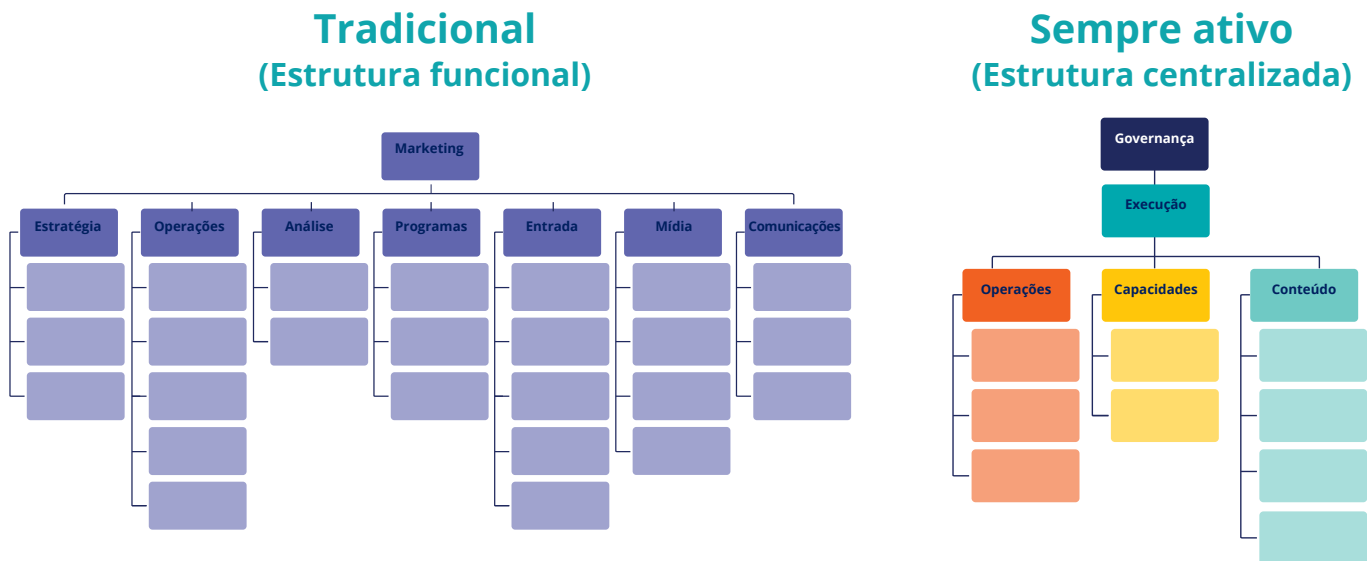 Tradicional
(Estrutura funcional)
Marketing
Estratégia
Operações
Análise
Programas
Entrada
Mídia
Comunicações
Sempre ativo
(Estrutura centralizada)
Governança
Execução
Operações
Capacidades
Conteúdo